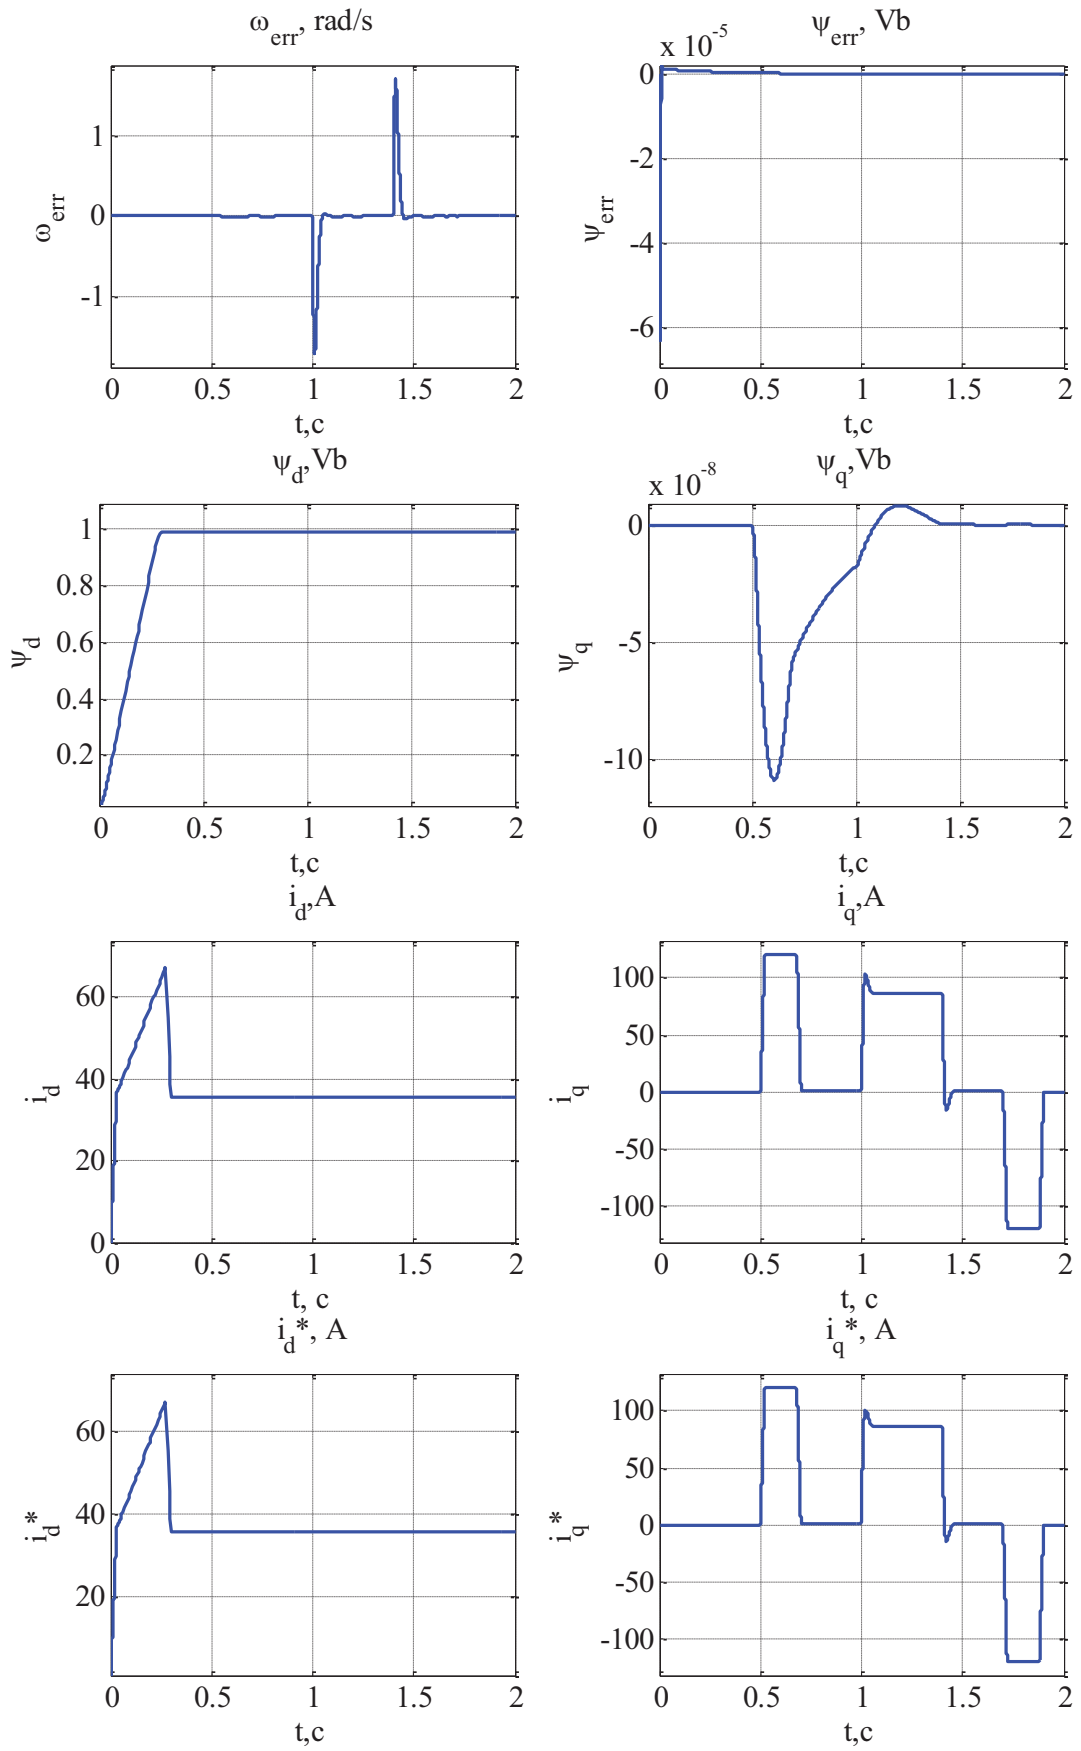 ω_err, rad/s
1
0
-1
ω_err
0 0.5 1 1.5 2
t,c
ψ_err, Vb
x 10^-5
0
-2
-4
-6
ψ_err
0 0.5 1 1.5 2
t,c
ψ_d,Vb
1
0.8
0.6
0.4
0.2
ψ_d
0 0.5 1 1.5 2
t,c
ψ_q,Vb
x 10^-8
0
-5
-10
ψ_q
0 0.5 1 1.5 2
t,c
i_d,A
60
40
20
0
i_d
0 0.5 1 1.5 2
t, c
i_q,A
100
50
0
-50
-100
i_q
0 0.5 1 1.5 2
t,c
i_d*, A
60
40
20
i_d*
0 0.5 1 1.5 2
t,c
i_q*, A
100
50
0
-50
-100
i_q*
0 0.5 1 1.5 2
t,c